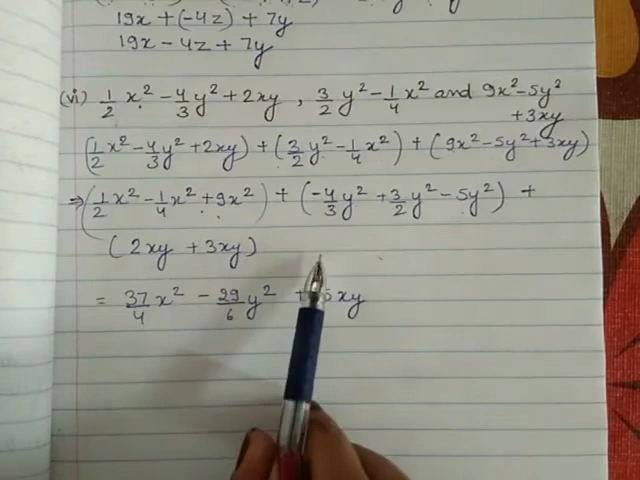 19x + (-4z) + 7y
19x - 4z + 7y
(vi) 1/2 x² - 4/3 y² + 2xy , 3/2 y² - 1/4 x² and 9x² - 5y²
+ 3xy
(1/2 x² - 4/3 y² + 2xy) + (3/2 y² - 1/4 x²) + (9x² - 5y² + 3xy)
⇒ (1/2 x² - 1/4 x² + 9x²) + (-4/3 y² + 3/2 y² - 5y²) +
(2xy + 3xy)
= 37/4 x² - 29/6 y² + 5xy